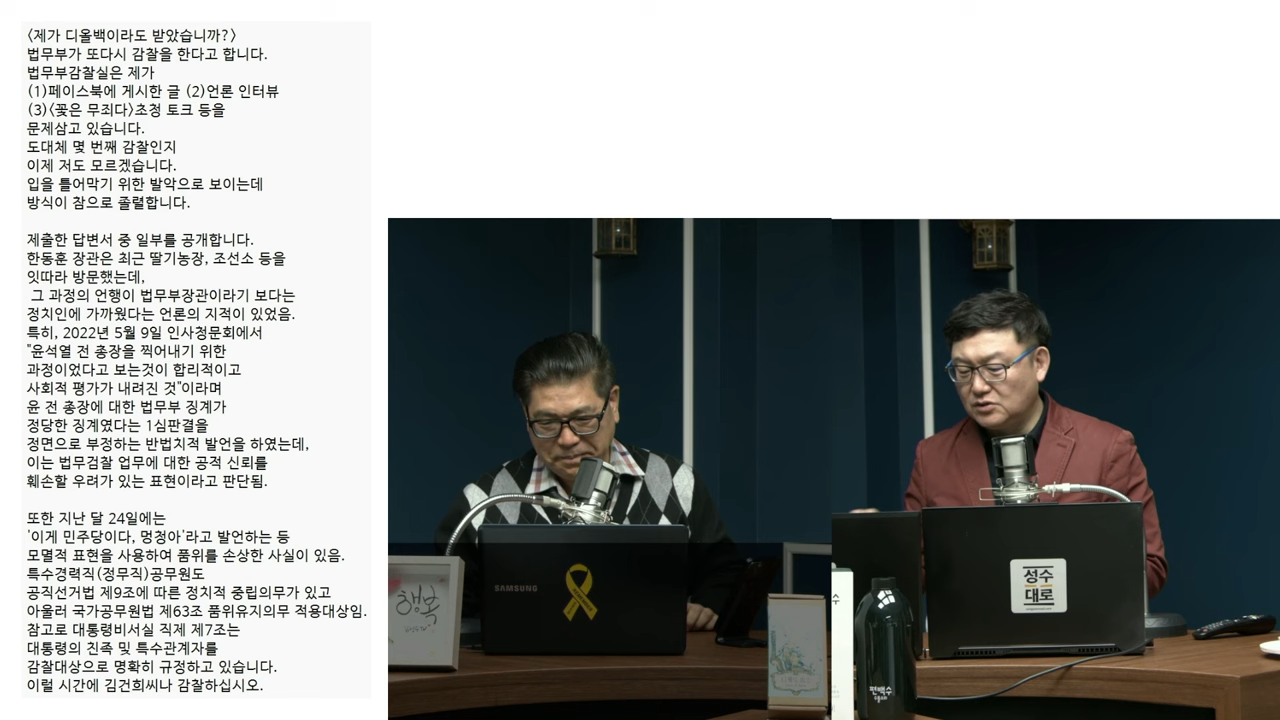 〈제가 디올백이라도 받았습니까?〉
법무부가 또다시 감찰을 한다고 합니다.
법무부감찰실은 제가
(1)페이스북에 게시한 글 (2)언론 인터뷰
(3)〈꽃은 무죄다〉초청 토크 등을
문제삼고 있습니다.
도대체 몇 번째 감찰인지
이제 저도 모르겠습니다.
입을 틀어막기 위한 발악으로 보이는데
방식이 참으로 졸렬합니다.
제출한 답변서 중 일부를 공개합니다.
한동훈 장관은 최근 딸기농장, 조선소 등을
잇따라 방문했는데,
그 과정의 언행이 법무부장관이라기 보다는
정치인에 가까웠다는 언론의 지적이 있었음.
특히, 2022년 5월 9일 인사청문회에서
"윤석열 전 총장을 찍어내기 위한
과정이었다고 보는것이 합리적이고
사회적 평가가 내려진 것"이라며
윤 전 총장에 대한 법무부 징계가
정당한 징계였다는 1심판결을
정면으로 부정하는 반법치적 발언을 하였는데,
이는 법무검찰 업무에 대한 공적 신뢰를
훼손할 우려가 있는 표현이라고 판단됨.
또한 지난 달 24일에는
'이게 민주당이다, 멍청아'라고 발언하는 등
모멸적 표현을 사용하여 품위를 손상한 사실이 있음.
특수경력직(정무직)공무원도
공직선거법 제9조에 따른 정치적 중립의무가 있고
아울러 국가공무원법 제63조 품위유지의무 적용대상임.
참고로 대통령비서실 직제 제7조는
대통령의 친족 및 특수관계자를
감찰대상으로 명확히 규정하고 있습니다.
이럴 시간에 김건희씨나 감찰하십시오.
SAMSUNG
행복
성수
대로
수
편백수